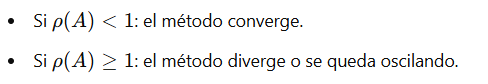 • Si ρ(A) < 1: el método converge.
• Si ρ(A) ≥ 1: el método diverge o se queda oscilando.